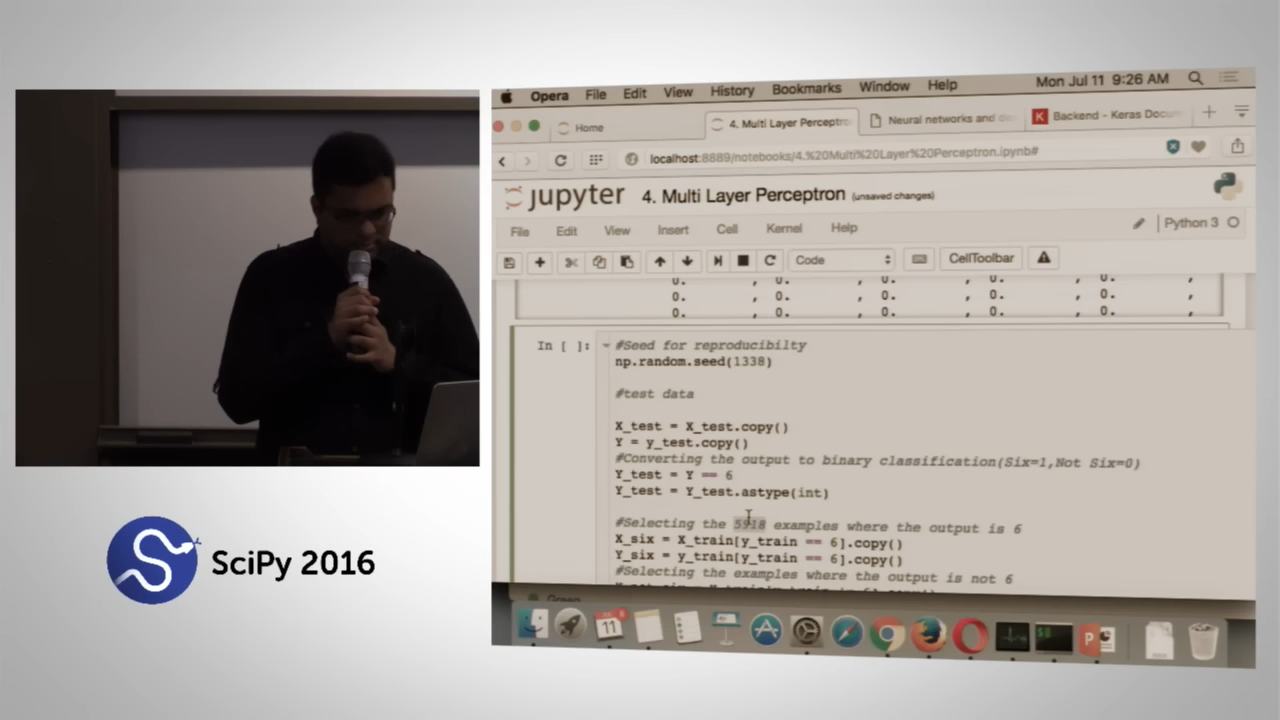 Opera File Edit View History Bookmarks Window Help Mon Jul 11 9:26 AM
Home
4. Multi Layer Perceptro
Neural networks and de
Backend - Keras Docum
localhost:8889/notebooks/4.%20Multi%20Layer%20Perceptron.ipynb#
jupyter 4. Multi Layer Perceptron (unsaved changes)
File Edit View Insert Cell Kernel Help
Python 3
Code
CellToolbar
0. , 0. , 0. , 0. , 0. ,
0. , 0. , 0. , 0. , 0. ,
0. , 0. , 0. , 0. , 0. ,
In [ ]: #Seed for reproducibilty
np.random.seed(1338)
#test data
X_test = X_test.copy()
Y = y_test.copy()
#Converting the output to binary classification(Six=1,Not Six=0)
Y_test = Y == 6
Y_test = Y_test.astype(int)
#Selecting the 5918 examples where the output is 6
X_six = X_train[y_train == 6].copy()
Y_six = y_train[y_train == 6].copy()
#Selecting the examples where the output is not 6
11
SciPy 2016